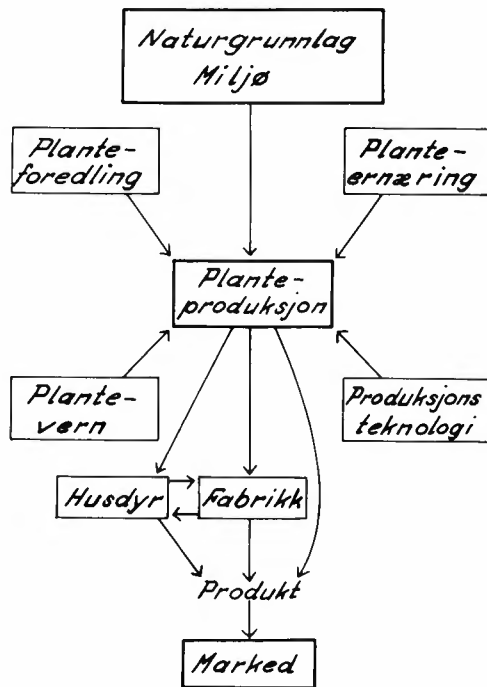 Naturgrunnlag
Miljø
Plante-
foredling
Plante-
ernæring
Plante-
produksjon
Plante-
vern
Produksjons
teknologi
Husdyr
Fabrikk
Produkt
Marked